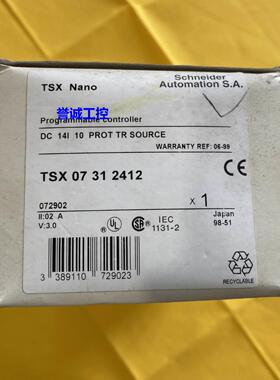 TSX Nano
Schneider
Automation S.A.
誉诚工控
Programmable controller
DC 14I 10 PROT TR SOURCE
WARRANTY REF: 06-99
TSX 07 31 2412
CE
072902
x 1
II:02 A
V:3.0
UL
SA
IEC
1131-2
Japan
98-51
3 389110 729023
RECYCLABLE